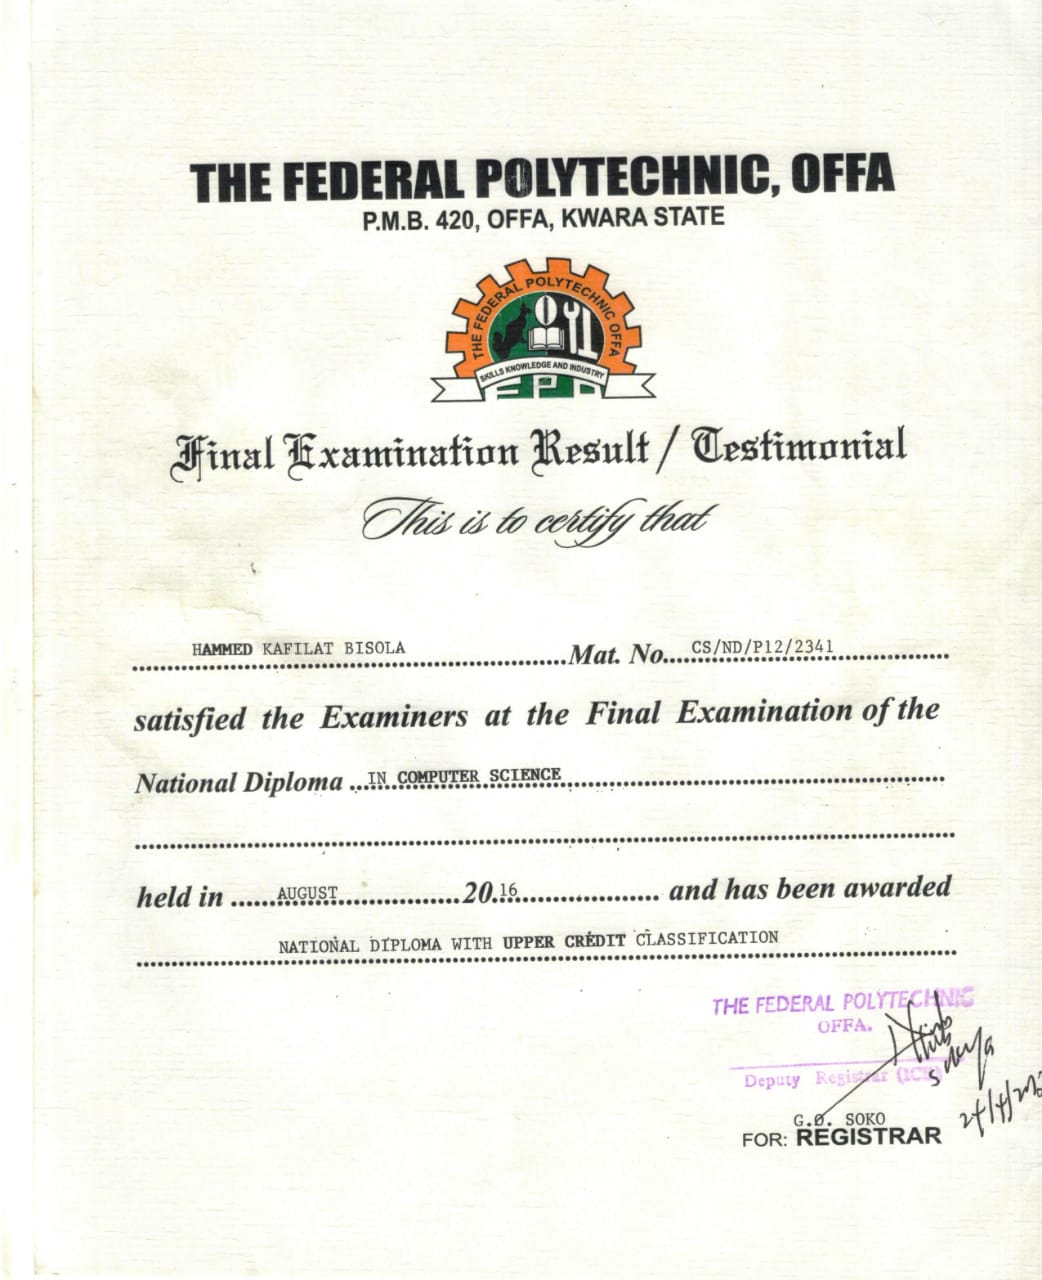 THE FEDERAL POLYTECHNIC, OFFA
P.M.B. 420, OFFA, KWARA STATE
THE FEDERAL POLYTECHNIC OFFA
SKILLS KNOWLEDGE AND INDUSTRY
FPO
Final Examination Result / Testimonial
This is to certify that
HAMMED KAFILAT BISOLA Mat. No. CS/ND/P12/2341
satisfied the Examiners at the Final Examination of the
National Diploma ... IN COMPUTER SCIENCE
held in ...... AUGUST ...... 20.16 ...... and has been awarded
NATIONAL DIPLOMA WITH UPPER CREDIT CLASSIFICATION
THE FEDERAL POLYTECHNIC
OFFA.
Deputy Registrar
G.O. SOKO
FOR: REGISTRAR